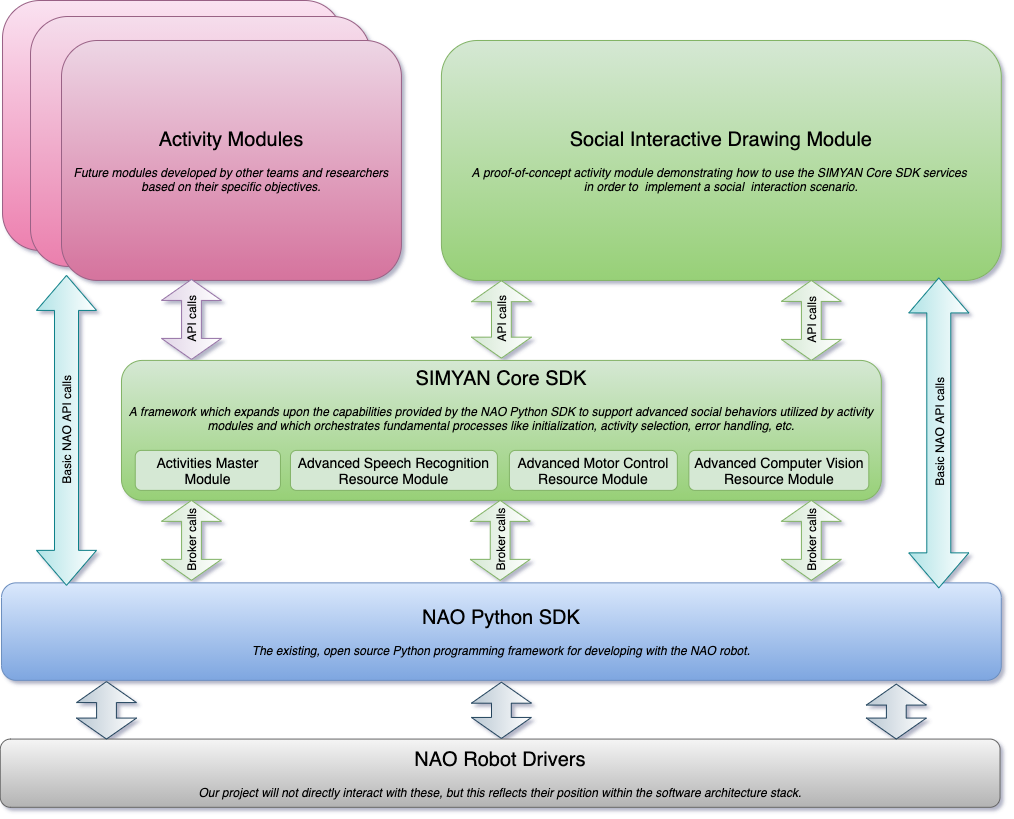 Activity Modules
Future modules developed by other teams and researchers
based on their specific objectives.
Social Interactive Drawing Module
A proof-of-concept activity module demonstrating how to use the SIMYAN Core SDK services
in order to implement a social interaction scenario.
Basic NAO API calls
API calls
API calls
API calls
Basic NAO API calls
SIMYAN Core SDK
A framework which expands upon the capabilities provided by the NAO Python SDK to support advanced social behaviors utilized by activity
modules and which orchestrates fundamental processes like initialization, activity selection, error handling, etc.
Activities Master
Module
Advanced Speech Recognition
Resource Module
Advanced Motor Control
Resource Module
Advanced Computer Vision
Resource Module
Broker calls
Broker calls
Broker calls
NAO Python SDK
The existing, open source Python programming framework for developing with the NAO robot.
NAO Robot Drivers
Our project will not directly interact with these, but this reflects their position within the software architecture stack.